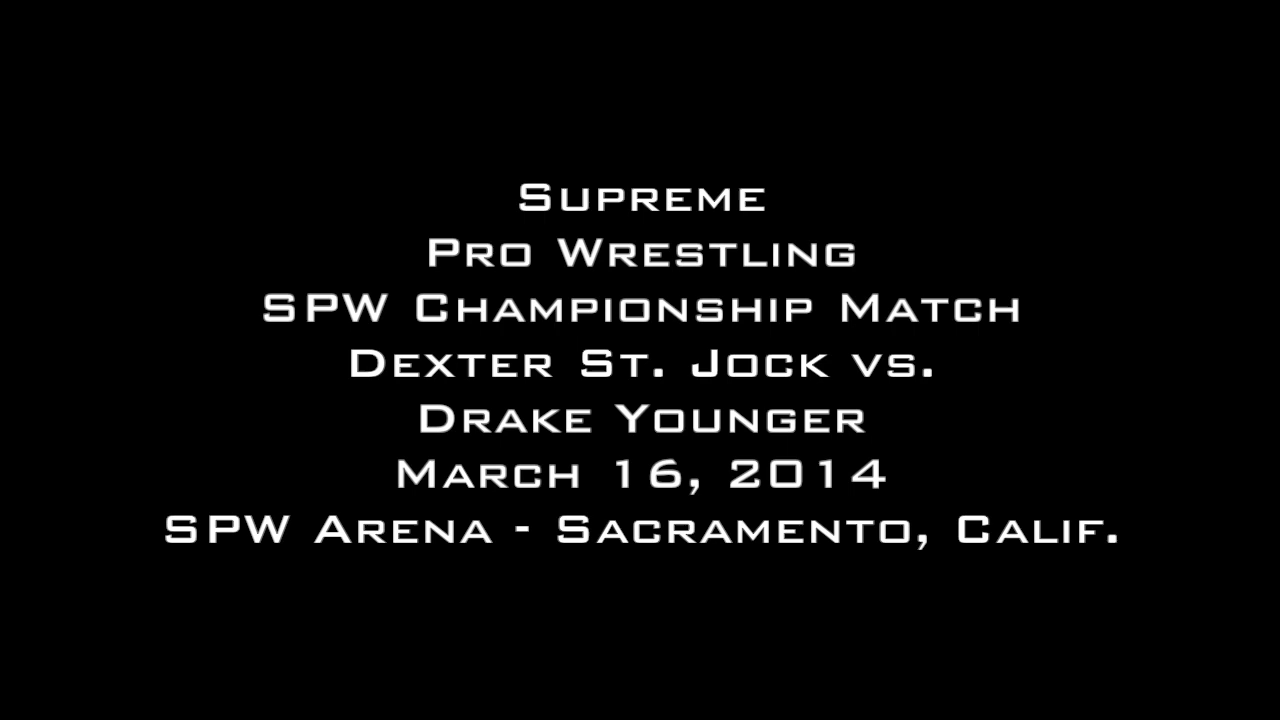 Supreme
Pro Wrestling
SPW Championship Match
Dexter St. Jock vs.
Drake Younger
March 16, 2014
SPW Arena - Sacramento, Calif.